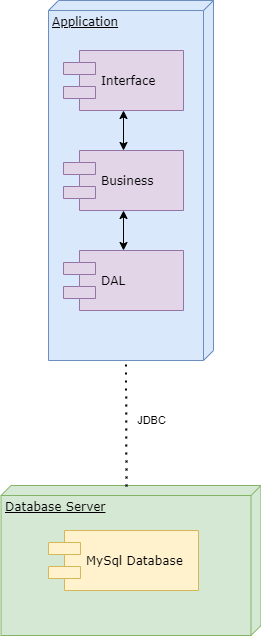 Application
Interface
Business
DAL
JDBC
Database Server
MySql Database